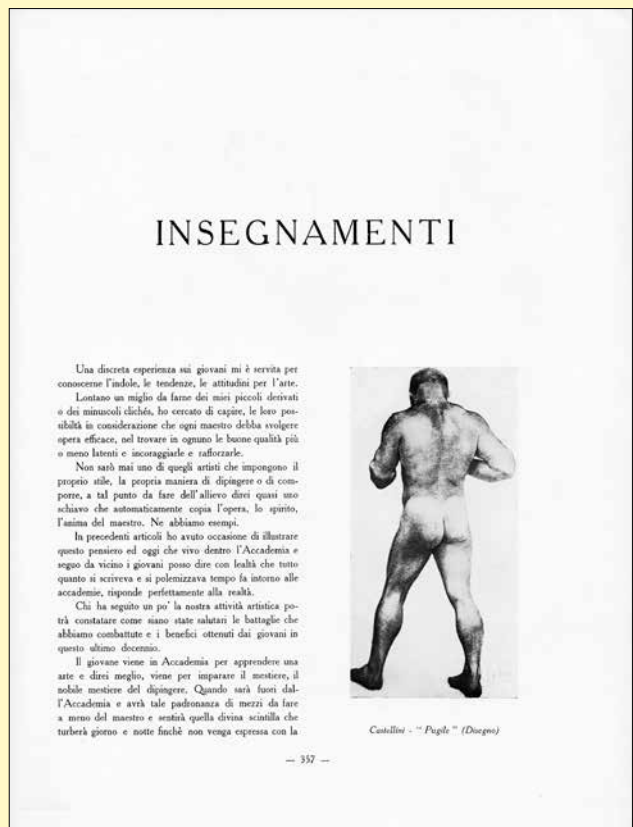 INSEGNAMENTI
Una discreta esperienza sui giovani mi è servita per
conoscerne l'indole, le tendenze, le attitudini per l'arte.
Lontano un miglio da farne dei miei piccoli derivati
o dei minuscoli clichés, ho cercato di capire, le loro pos-
sibiltà in considerazione che ogni maestro debba svolgere
opera efficace, nel trovare in ognuno le buone qualità più
o meno latenti e incoraggiarle e rafforzarle.
Non sarò mai uno di quegli artisti che impongono il
proprio stile, la propria maniera di dipingere o di com-
porre, a tal punto da fare dell'allievo direi quasi uno
schiavo che automaticamente copia l'opera, lo spirito,
l'anima del maestro. Ne abbiamo esempi.
In precedenti articoli ho avuto occasione di illustrare
questo pensiero ed oggi che vivo dentro l'Accademia e
seguo da vicino i giovani posso dire con lealtà che tutto
quanto si scriveva e si polemizzava tempo fa intorno alle
accademie, risponde perfettamente alla realtà.
Chi ha seguito un po' la nostra attività artistica po-
trà constatare come siano state salutari le battaglie che
abbiamo combattute e i benefici ottenuti dai giovani in
questo ultimo decennio.
Il giovane viene in Accademia per apprendere una
arte e direi meglio, viene per imparare il mestiere, il
nobile mestiere del dipingere. Quando sarà fuori dal-
l'Accademia e avrà tale padronanza di mezzi da fare
a meno del maestro e sentirà quella divina scintilla che
turberà giorno e notte finchè non venga espressa con la
Castellini - " Pugile " (Disegno)
— 357 —